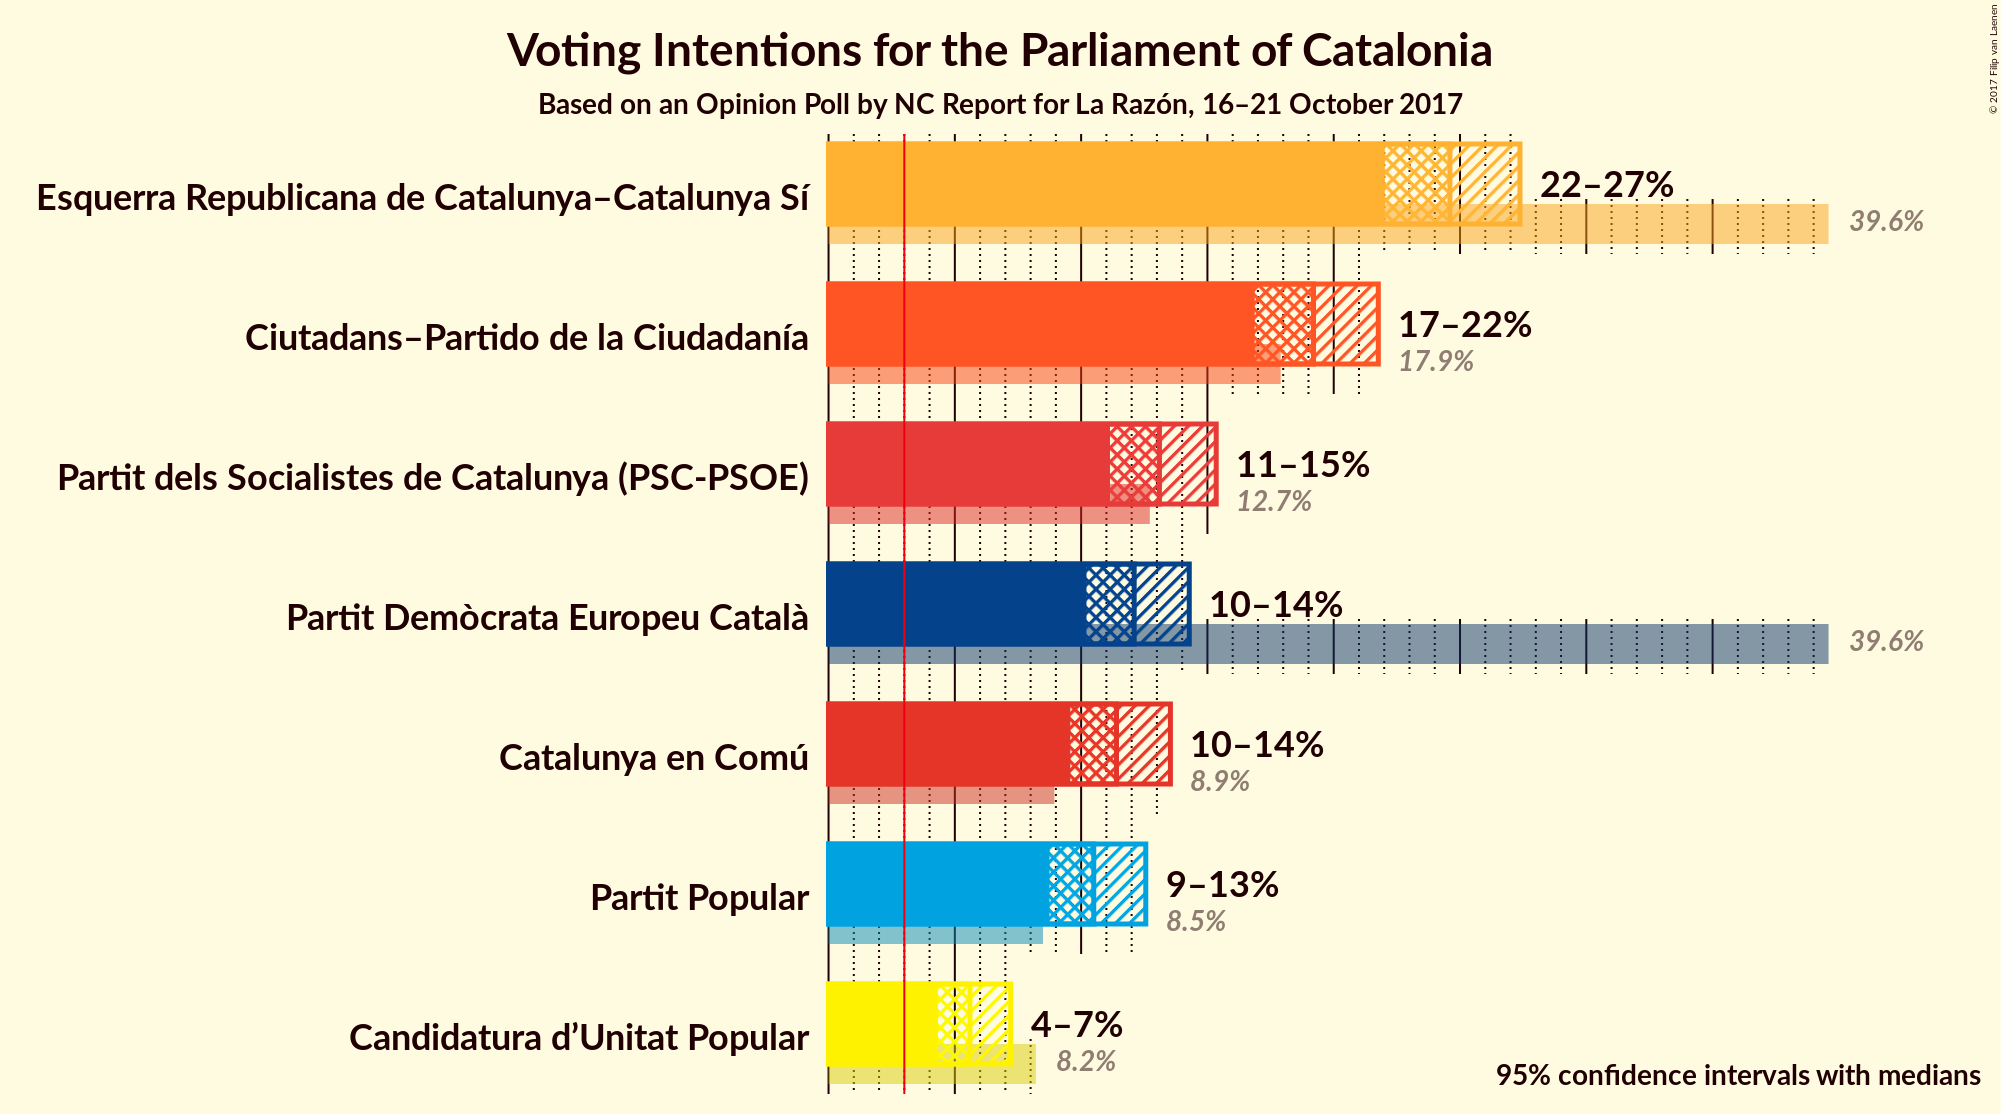 Voting Intentions for the Parliament of Catalonia
Based on an Opinion Poll by NC Report for La Razón, 16–21 October 2017
© 2017 Filip van Laenen
Esquerra Republicana de Catalunya–Catalunya Sí
22–27%
39.6%
Ciutadans–Partido de la Ciudadanía
17–22%
17.9%
Partit dels Socialistes de Catalunya (PSC-PSOE)
11–15%
12.7%
Partit Demòcrata Europeu Català
10–14%
39.6%
Catalunya en Comú
10–14%
8.9%
Partit Popular
9–13%
8.5%
Candidatura d’Unitat Popular
4–7%
8.2%
95% confidence intervals with medians